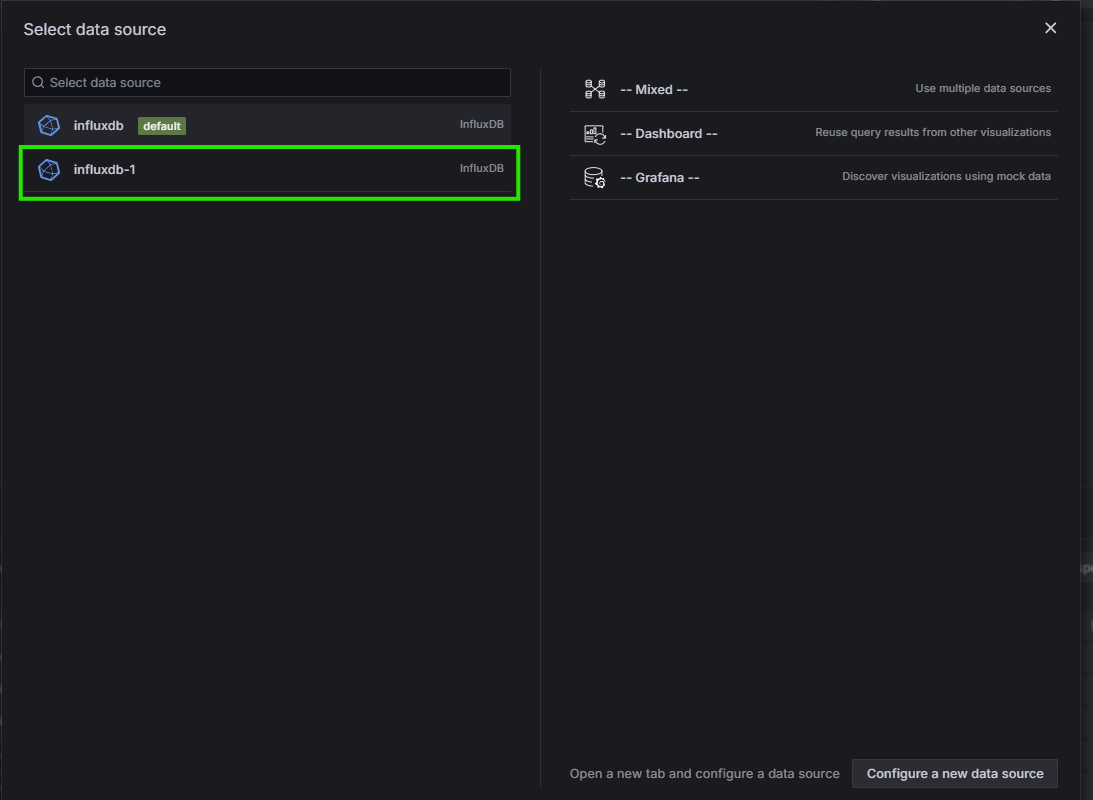 Select data source
Select data source
influxdb default InfluxDB
influxdb-1 InfluxDB
-- Mixed -- Use multiple data sources
-- Dashboard -- Reuse query results from other visualizations
-- Grafana -- Discover visualizations using mock data
Open a new tab and configure a data source Configure a new data source